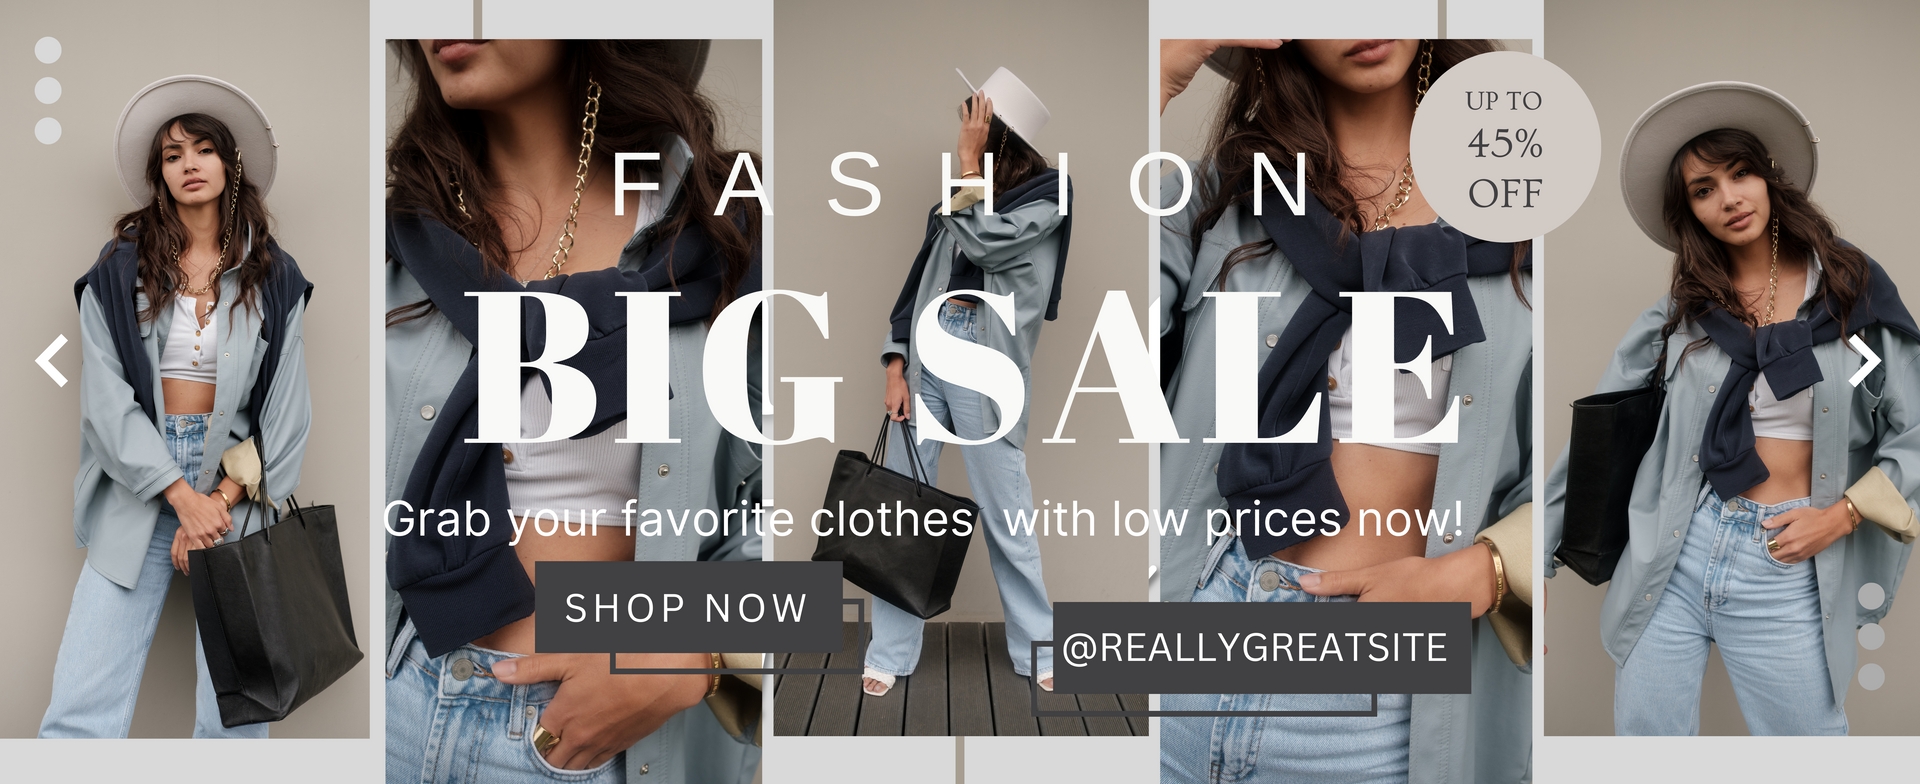 FASHION
UP TO
45%
OFF
BIG SALE
Grab your favorite clothes  with low prices now!
SHOP NOW
@REALLYGREATSITE